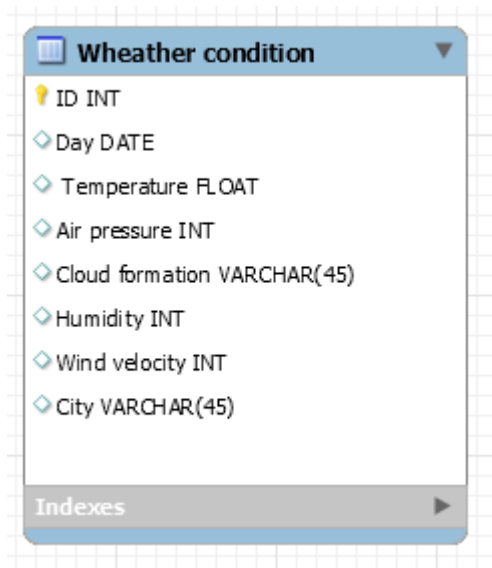 Wheather condition
ID INT
Day DATE
Temperature FLOAT
Air pressure INT
Cloud formation VARCHAR(45)
Humidity INT
Wind velocity INT
City VARCHAR(45)
Indexes